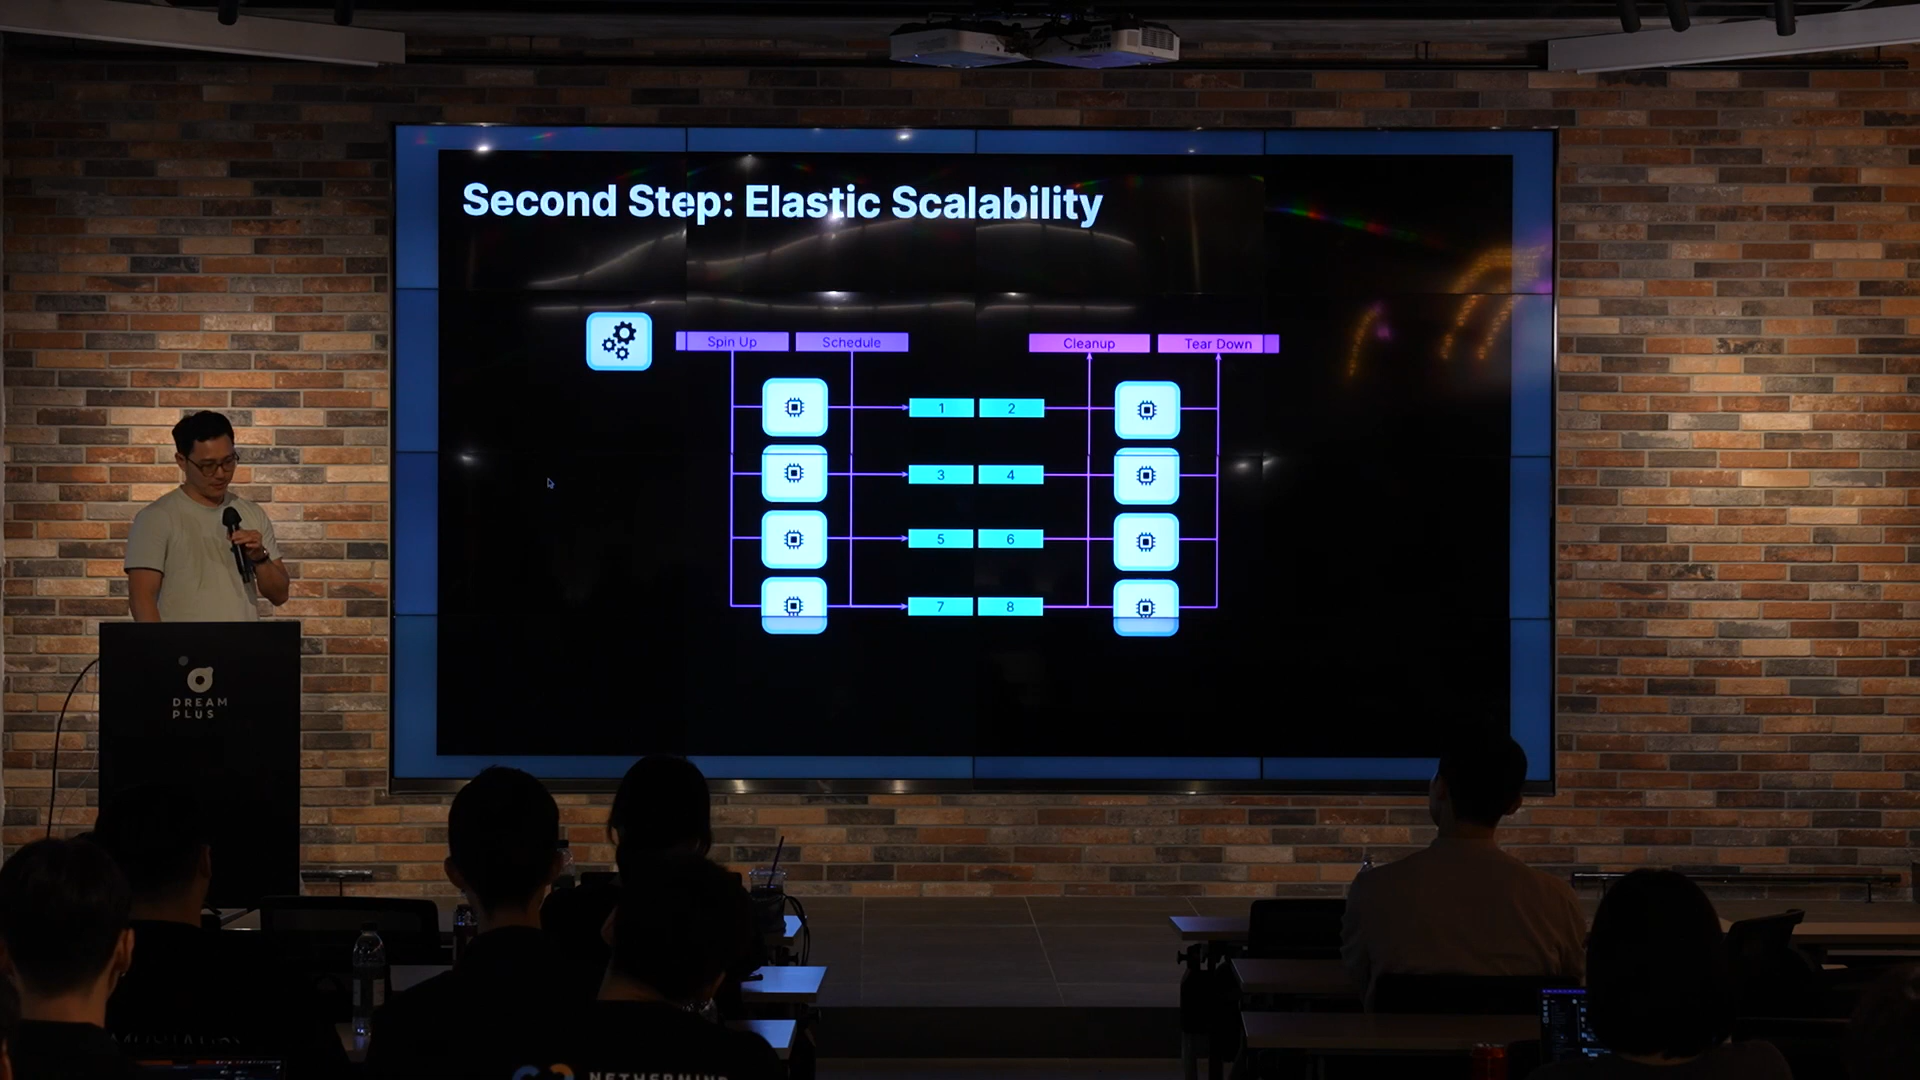 Second Step: Elastic Scalability
Spin Up
Schedule
Cleanup
Tear Down
1
2
3
4
5
6
7
8
DREAM
PLUS
NETHERMIND